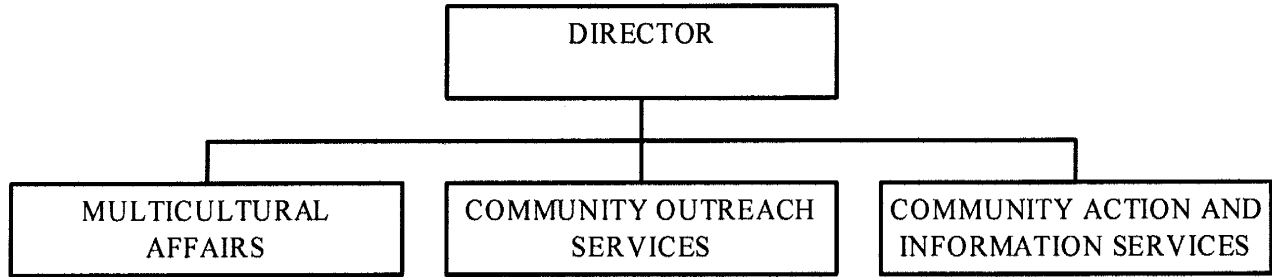 DIRECTOR
MULTICULTURAL
AFFAIRS
COMMUNITY OUTREACH
SERVICES
COMMUNITY ACTION AND
INFORMATION SERVICES